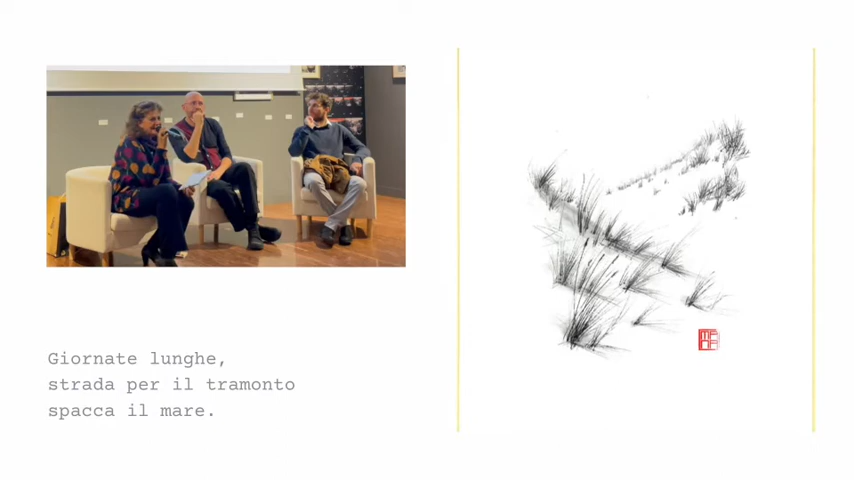 Giornate lunghe,
strada per il tramonto
spacca il mare.